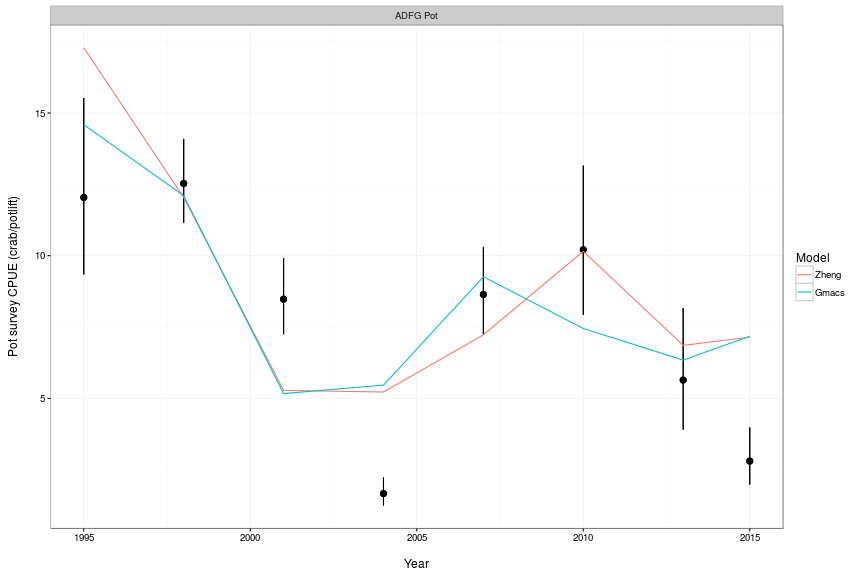 ADFG Pot
Pot survey CPUE (crab/potlift)
15
10
5
1995
2000
2005
2010
2015
Year
Model
Zheng
Gmacs